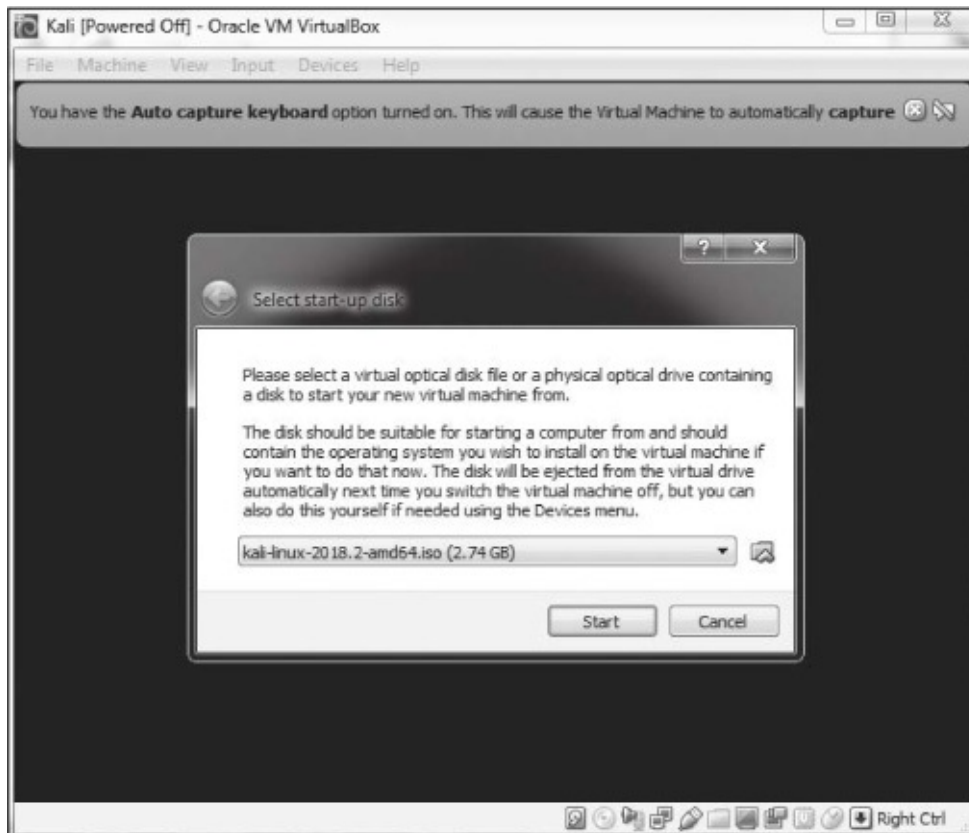 Kali [Powered Off] - Oracle VM VirtualBox
File Machine View Input Devices Help
You have the Auto capture keyboard option turned on. This will cause the Virtual Machine to automatically capture
Select start-up disk
Please select a virtual optical disk file or a physical optical drive containing
a disk to start your new virtual machine from.
The disk should be suitable for starting a computer from and should
contain the operating system you wish to install on the virtual machine if
you want to do that now. The disk will be ejected from the virtual drive
automatically next time you switch the virtual machine off, but you can
also do this yourself if needed using the Devices menu.
kali-linux-2018.2-amd64.iso (2.74 GB)
Start Cancel
Right Ctrl